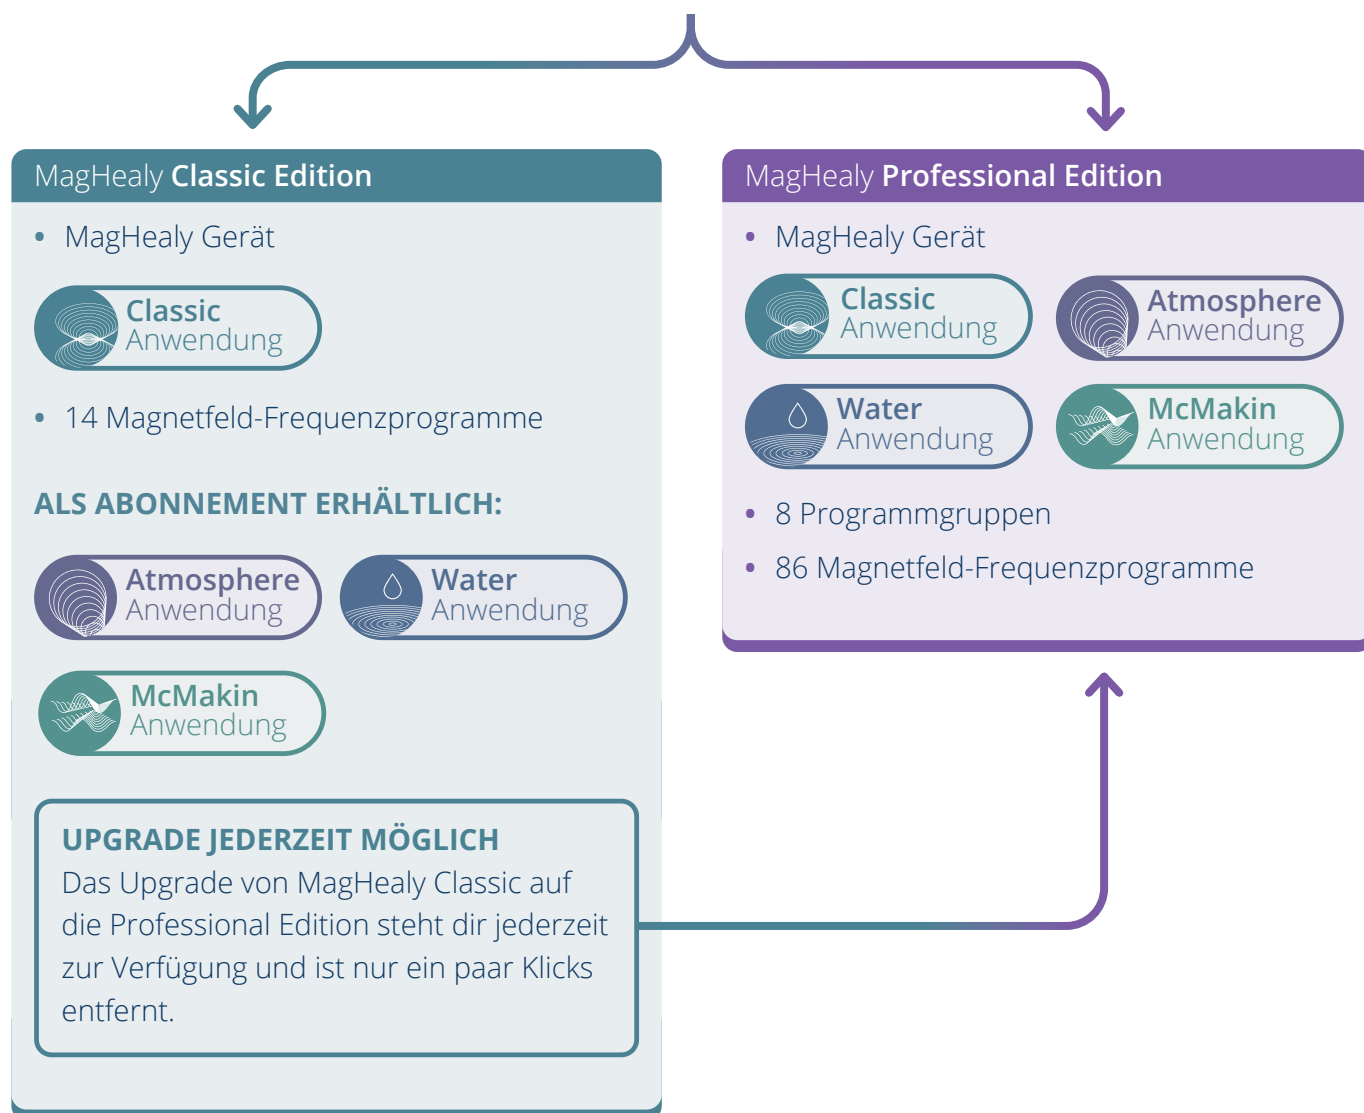 MagHealy Classic Edition
• MagHealy Gerät
Classic
Anwendung
• 14 Magnetfeld-Frequenzprogramme
ALS ABONNEMENT ERHÄLTLICH:
Atmosphere
Anwendung
Water
Anwendung
McMakin
Anwendung
UPGRADE JEDERZEIT MÖGLICH
Das Upgrade von MagHealy Classic auf
die Professional Edition steht dir jederzeit
zur Verfügung und ist nur ein paar Klicks
entfernt.
MagHealy Professional Edition
• MagHealy Gerät
Classic
Anwendung
Atmosphere
Anwendung
Water
Anwendung
McMakin
Anwendung
• 8 Programmgruppen
• 86 Magnetfeld-Frequenzprogramme